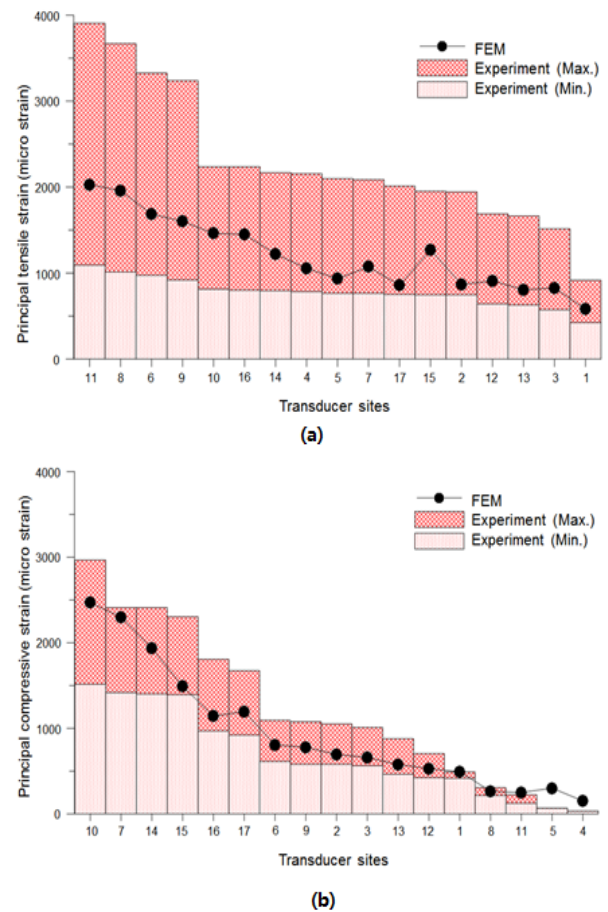 4000
3000
2000
1000
0
Principal tensile strain (micro strain)
FEM
Experiment (Max.)
Experiment (Min.)
11 8 6 9 10 16 14 4 5 7 17 15 2 12 13 3 1
Transducer sites
(a)
4000
3000
2000
1000
0
Principal compressive strain (micro strain)
FEM
Experiment (Max.)
Experiment (Min.)
10 7 14 15 16 17 6 9 2 3 13 12 1 8 11 5 4
Transducer sites
(b)